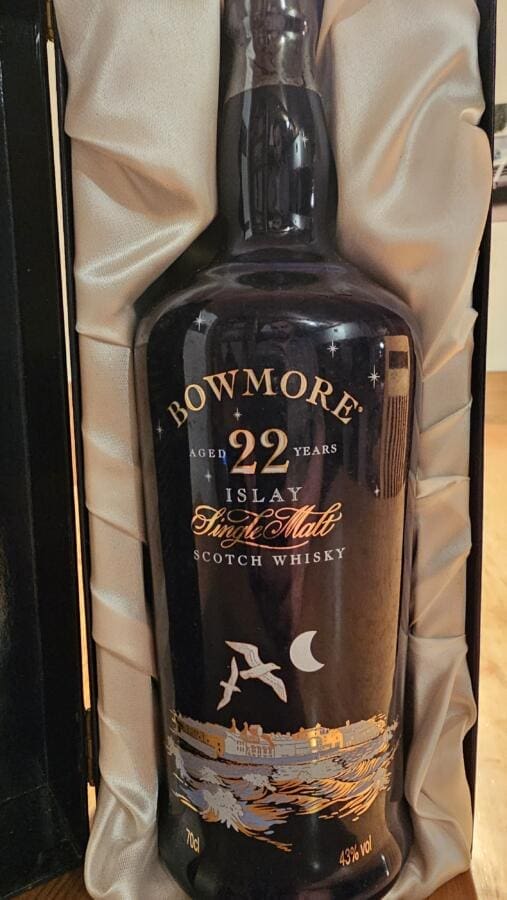 BOWMORE®
AGED 22 YEARS
ISLAY
Single Malt
SCOTCH WHISKY
70cl
43% vol